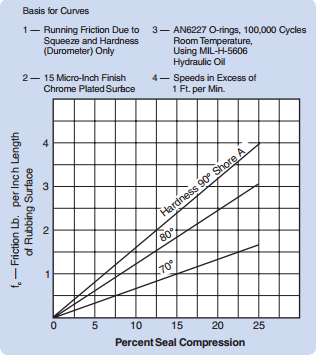 Basis for Curves
1 — Running Friction Due to
Squeeze and Hardness
(Durometer) Only
2 — 15 Micro-Inch Finish
Chrome Plated Surface
3 — AN6227 O-rings, 100,000 Cycles
Room Temperature,
Using MIL-H-5606
Hydraulic Oil
4 — Speeds in Excess of
1 Ft. per Min.
fc — Friction Lb. per Inch Length
of Rubbing Surface
4
3
2
1
Hardness 90° Shore A
80°
70°
0 5 10 15 20 25
Percent Seal Compression